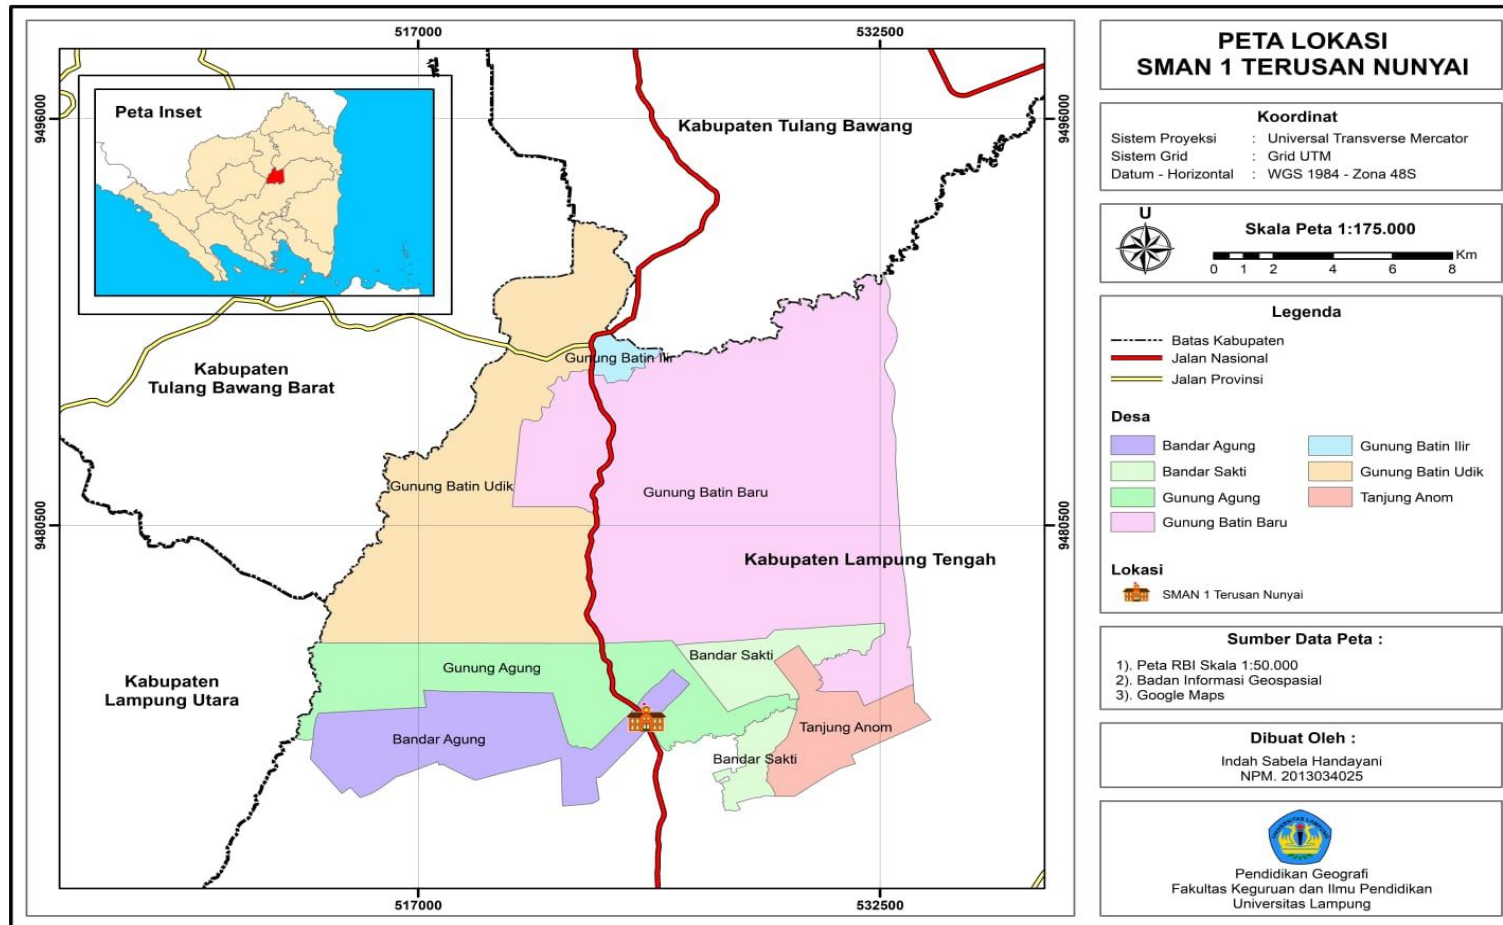 517000
532500
9496000
9480500
Peta Inset
Kabupaten Tulang Bawang
Kabupaten
Tulang Bawang Barat
Gunung Batin Ilir
Gunung Batin Udik
Gunung Batin Baru
Kabupaten Lampung Tengah
Kabupaten
Lampung Utara
Gunung Agung
Bandar Sakti
Bandar Agung
Tanjung Anom
Bandar Sakti
9496000
9480500
517000
532500
PETA LOKASI
SMAN 1 TERUSAN NUNYAI
Koordinat
Sistem Proyeksi : Universal Transverse Mercator
Sistem Grid : Grid UTM
Datum - Horizontal : WGS 1984 - Zona 48S
U
Skala Peta 1:175.000
0 1 2 4 6 8 Km
Legenda
Batas Kabupaten
Jalan Nasional
Jalan Provinsi
Desa
Bandar Agung
Bandar Sakti
Gunung Agung
Gunung Batin Baru
Gunung Batin Ilir
Gunung Batin Udik
Tanjung Anom
Lokasi
SMAN 1 Terusan Nunyai
Sumber Data Peta :
1). Peta RBI Skala 1:50.000
2). Badan Informasi Geospasial
3). Google Maps
Dibuat Oleh :
Indah Sabela Handayani
NPM. 2013034025
UNIVERSITAS LAMPUNG
Pendidikan Geografi
Fakultas Keguruan dan Ilmu Pendidikan
Universitas Lampung